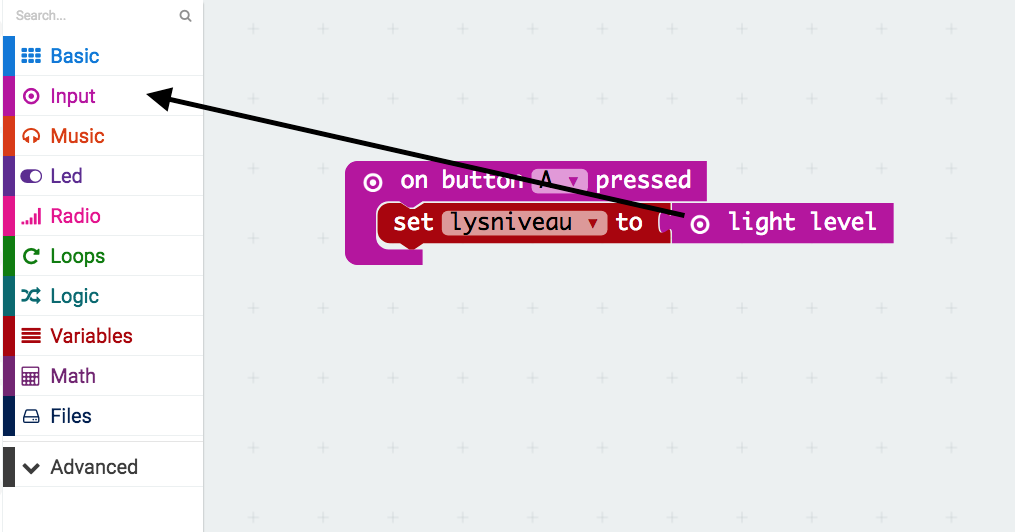 Search...
Basic
Input
Music
Led
Radio
Loops
Logic
Variables
Math
Files
Advanced
on button A pressed
set lysniveau to light level